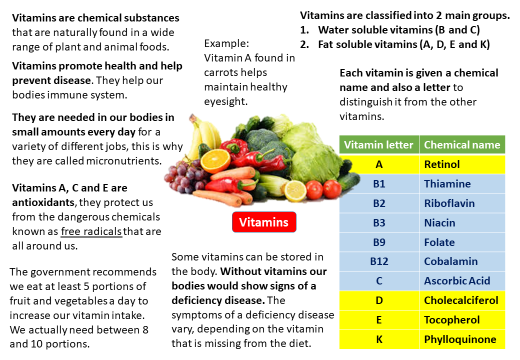 Vitamins are chemical substances
that are naturally found in a wide
range of plant and animal foods.
Vitamins promote health and help
prevent disease. They help our
bodies immune system.
They are needed in our bodies in
small amounts every day for a
variety of different jobs, this is why
they are called micronutrients.
Vitamins A, C and E are
antioxidants, they protect us
from the dangerous chemicals
known as free radicals that are
all around us.
The government recommends
we eat at least 5 portions of
fruit and vegetables a day to
increase our vitamin intake.
We actually need between 8
and 10 portions.
Example:
Vitamin A found in
carrots helps
maintain healthy
eyesight.
Vitamins
Some vitamins can be stored in
the body. Without vitamins our
bodies would show signs of a
deficiency disease. The
symptoms of a deficiency disease
vary, depending on the vitamin
that is missing from the diet.
Vitamins are classified into 2 main groups.
1. Water soluble vitamins (B and C)
2. Fat soluble vitamins (A, D, E and K)
Each vitamin is given a chemical
name and also a letter to
distinguish it from the other
vitamins.
Vitamin letter Chemical name
A Retinol
B1 Thiamine
B2 Riboflavin
B3 Niacin
B9 Folate
B12 Cobalamin
C Ascorbic Acid
D Cholecalciferol
E Tocopherol
K Phylloquinone